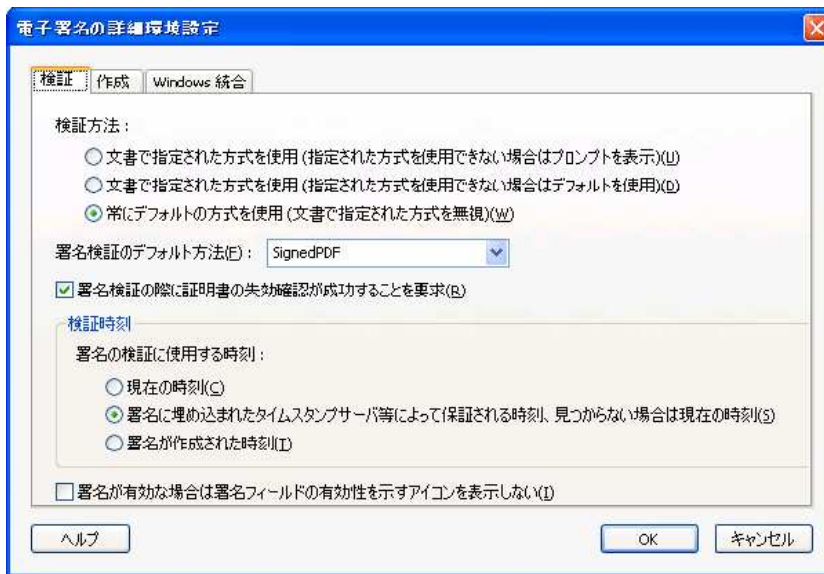 電子署名の詳細環境設定
検証 作成 Windows 統合
検証方法：
文書で指定された方式を使用(指定された方式を使用できない場合はプロンプトを表示)(U)
文書で指定された方式を使用(指定された方式を使用できない場合はデフォルトを使用)(D)
常にデフォルトの方式を使用(文書で指定された方式を無視)(W)
署名検証のデフォルト方法(F)： SignedPDF
署名検証の際に証明書の失効確認が成功することを要求(R)
検証時刻
署名の検証に使用する時刻：
現在の時刻(C)
署名に埋め込まれたタイムスタンプサーバ等によって保証される時刻、見つからない場合は現在の時刻(S)
署名が作成された時刻(T)
署名が有効な場合は署名フィールドの有効性を示すアイコンを表示しない(I)
ヘルプ OK キャンセル